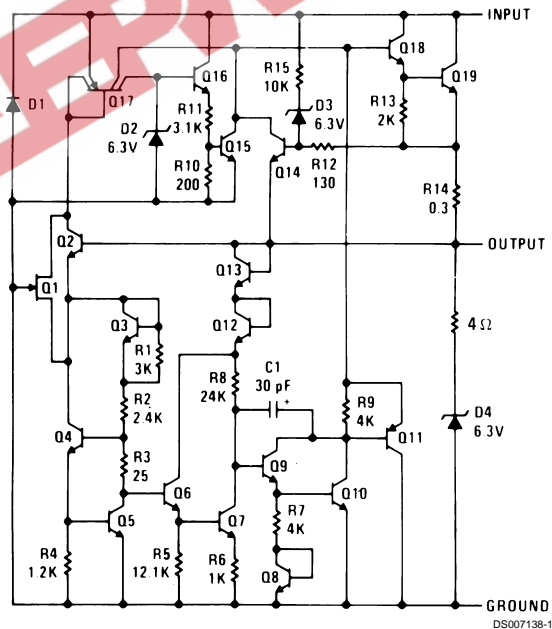 INPUT
Q18
Q19
Q16
R15
10K
D1
Q17
D3
6.3V
R13
2K
R11
3.1K
D2
6.3V
Q15
R12
130
Q14
R10
200
R14
0.3
Q2
OUTPUT
Q13
Q1
Q3
Q12
4Ω
R1
3K
C1
30 pF
+
R8
24K
R9
4K
D4
6.3V
R2
2.4K
Q4
Q11
R3
25
Q9
Q6
Q10
Q5
Q7
R7
4K
R4
1.2K
R5
12.1K
R6
1K
Q8
GROUND
DS007138-1